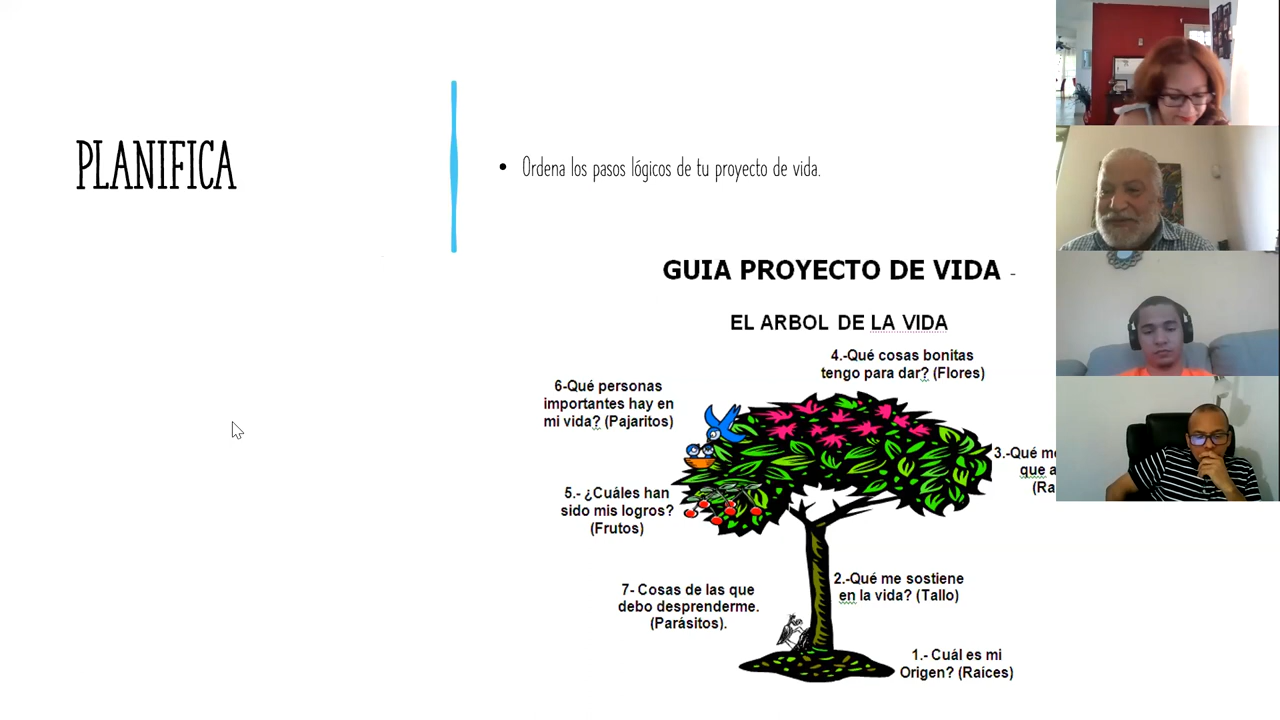 PLANIFICA
• Ordena los pasos lógicos de tu proyecto de vida.
GUIA PROYECTO DE VIDA -
EL ARBOL DE LA VIDA
4.-Qué cosas bonitas
tengo para dar? (Flores)
6-Qué personas
importantes hay en
mi vida? (Pajaritos)
3.-Qué
que
5.- ¿Cuáles han
sido mis logros?
(Frutos)
2.-Qué me sostiene
en la vida? (Tallo)
7- Cosas de las que
debo desprenderme.
(Parásitos).
1.- Cuál es mi
Origen? (Raíces)